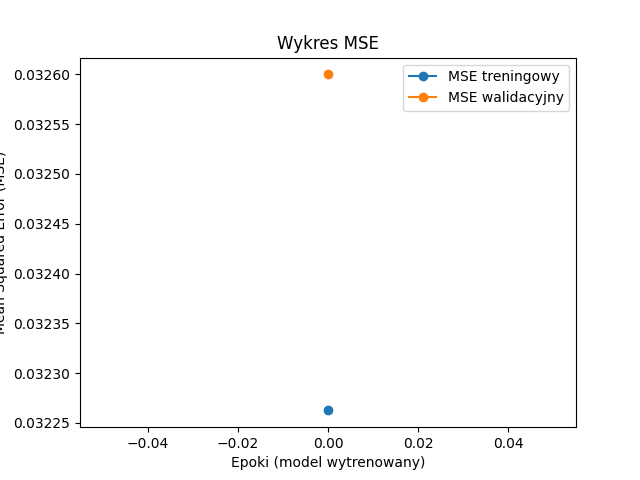 Wykres MSE
MSE treningowy
MSE walidacyjny
0.03260
0.03255
0.03250
0.03245
0.03240
0.03235
0.03230
0.03225
Mean Squared Error (MSE)
−0.04
−0.02
0.00
0.02
0.04
Epoki (model wytrenowany)